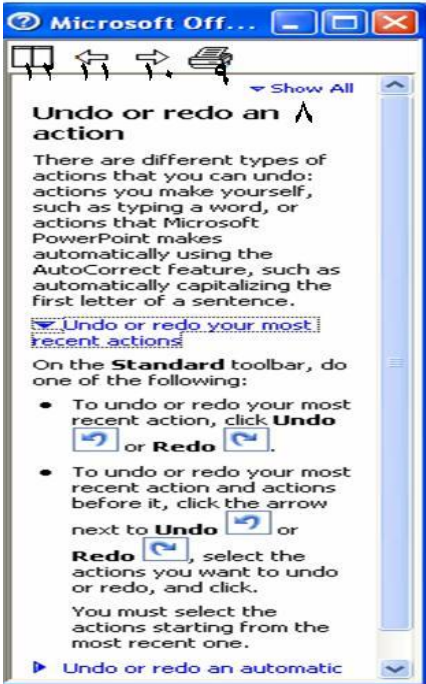 Microsoft Off...
١٢ ١١ ١٠ ٩
Show All
٨
Undo or redo an
action
There are different types of
actions that you can undo:
actions you make yourself,
such as typing a word, or
actions that Microsoft
PowerPoint makes
automatically using the
AutoCorrect feature, such as
automatically capitalizing the
first letter of a sentence.
Undo or redo your most
recent actions
On the Standard toolbar, do
one of the following:
• To undo or redo your most
recent action, click Undo
or Redo .
• To undo or redo your most
recent action and actions
before it, click the arrow
next to Undo or
Redo , select the
actions you want to undo
or redo, and click.
You must select the
actions starting from the
most recent one.
Undo or redo an automatic